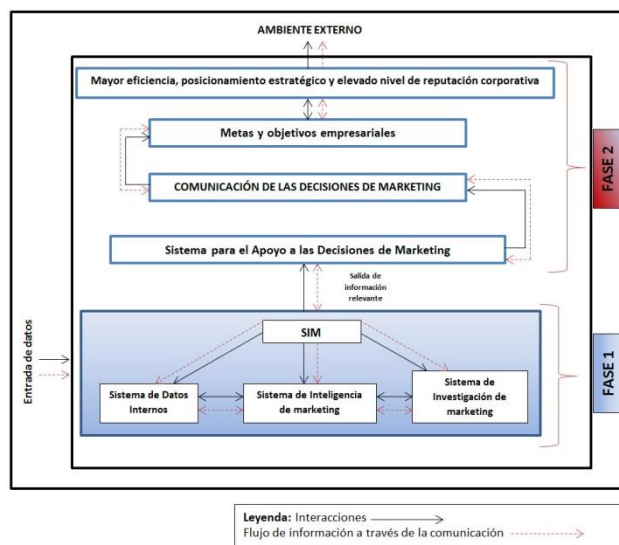 AMBIENTE EXTERNO
Mayor eficiencia, posicionamiento estratégico y elevado nivel de reputación corporativa
Metas y objetivos empresariales
COMUNICACIÓN DE LAS DECISIONES DE MARKETING
FASE 2
Sistema para el Apoyo a las Decisiones de Marketing
Salida de
información
relevante
Entrada de datos
SIM
Sistema de Datos
Internos
Sistema de Inteligencia
de marketing
Sistema de
Investigación de
marketing
FASE 1
Leyenda: Interacciones
Flujo de información a través de la comunicación